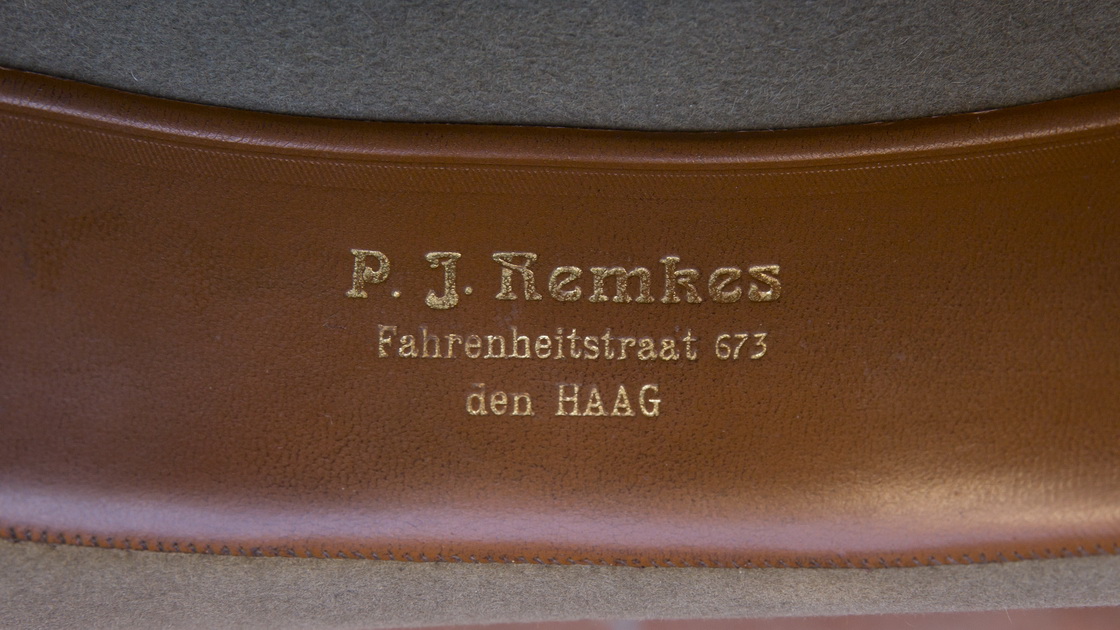 P. J. Remkes
Fahrenheitstraat 673
den HAAG